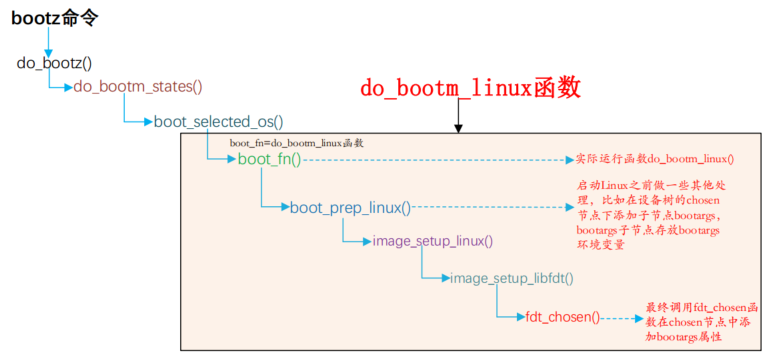 bootz命令
do_bootz()
do_bootm_states()
do_bootm_linux函数
boot_selected_os()
boot_fn=do_bootm_linux函数
boot_fn()
实际运行函数do_bootm_linux()
启动Linux之前做一些其他处
理，比如在设备树的chosen
节点下添加子节点bootargs，
bootargs子节点存放bootargs
环境变量
boot_prep_linux()
image_setup_linux()
image_setup_libfdt()
fdt_chosen()
最终调用fdt_chosen函
数在chosen节点中添
加bootargs属性